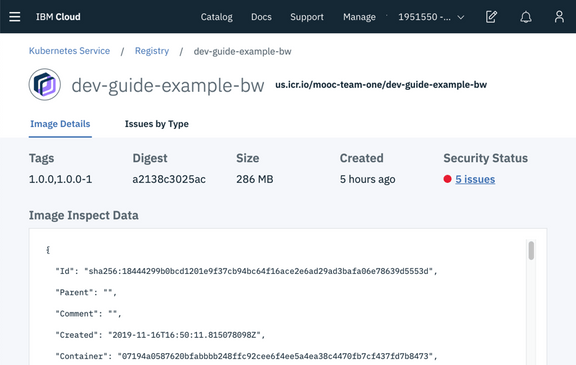 IBM Cloud Catalog Docs Support Manage 1951550 -...
Kubernetes Service / Registry / dev-guide-example-bw
dev-guide-example-bw us.icr.io/mooc-team-one/dev-guide-example-bw
Image Details Issues by Type
Tags Digest Size Created Security Status
1.0.0,1.0.0-1 a2138c3025ac 286 MB 5 hours ago 5 issues
Image Inspect Data
{
"Id": "sha256:18444299b0bcd1201e9f37cb94bc64f16ace2e6ad29ad3bafa06e78639d5553d",
"Parent": "",
"Comment": "",
"Created": "2019-11-16T16:50:11.815078098Z",
"Container": "07194a0587620bfabbbb248ffc92cee6f4ee5a4ea38c4470fb7cf437fd7b8473",